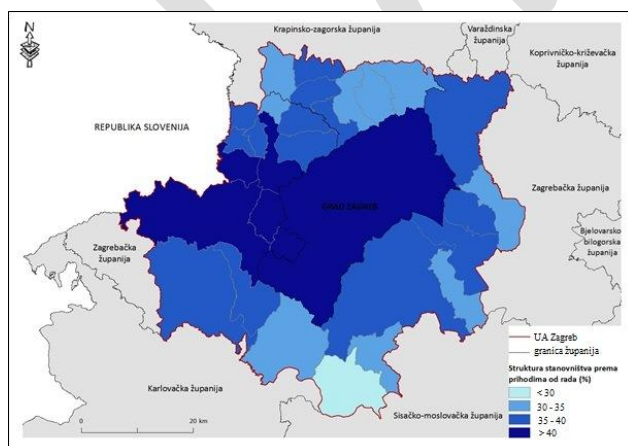 N
Krapinsko-zagorska županija
Varaždinska
županija
Koprivničko-križevačka
županija
REPUBLIKA SLOVENIJA
GRAD ZAGREB
Zagrebačka
županija
Zagrebačka
županija
Bjelovarsko-
bilogorska
županija
Karlovačka županija
Sisačko-moslovačka županija
0
20 km
UA Zagreb
granica županija
Struktura stanovništva prema
prihodima od rada (%)
< 30
30 - 35
35 - 40
> 40